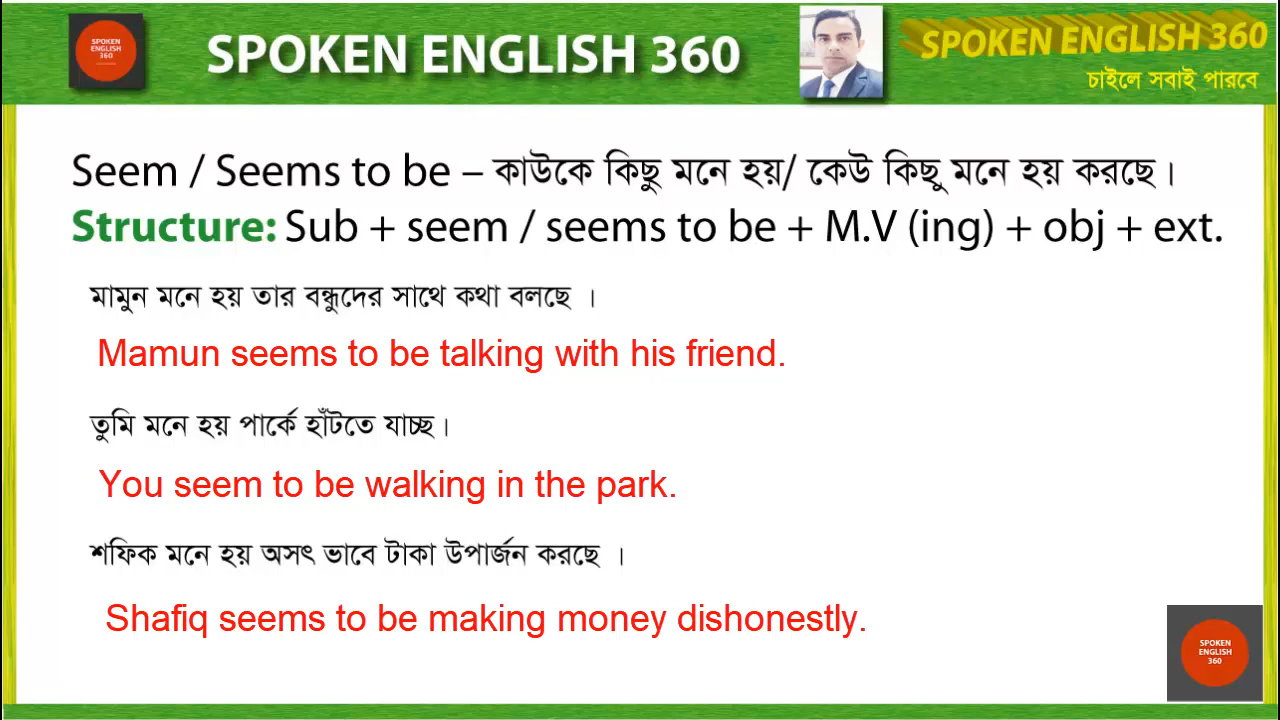 SPOKEN
ENGLISH
360
SPOKEN ENGLISH 360
SPOKEN ENGLISH 360
চাইলে সবাই পারবে
Seem / Seems to be – কাউকে কিছু মনে হয়/ কেউ কিছু মনে হয় করছে।
Structure: Sub + seem / seems to be + M.V (ing) + obj + ext.
মামুন মনে হয় তার বন্ধুদের সাথে কথা বলছে ।
Mamun seems to be talking with his friend.
তুমি মনে হয় পার্কে হাঁটতে যাচ্ছ।
You seem to be walking in the park.
শফিক মনে হয় অসৎ ভাবে টাকা উপার্জন করছে ।
Shafiq seems to be making money dishonestly.
SPOKEN
ENGLISH
360